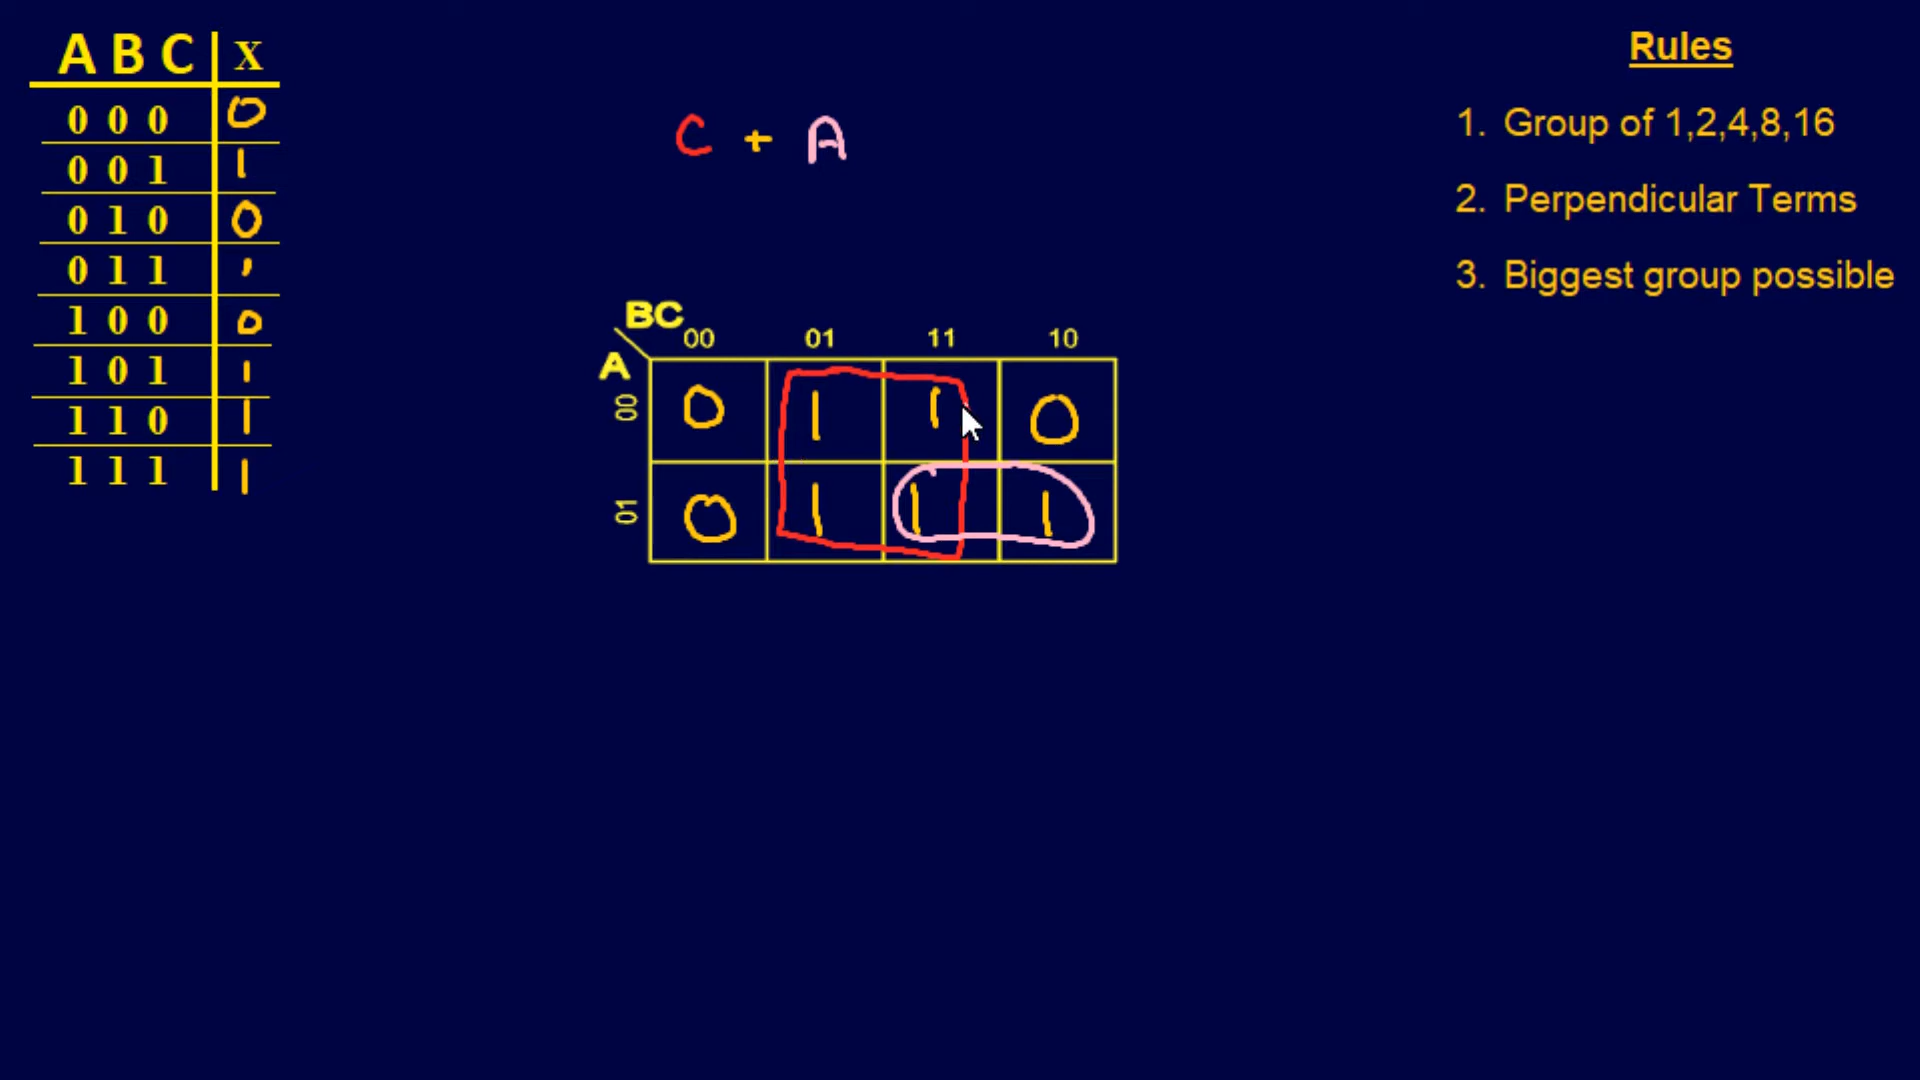 A B C X
0 0 0 0
0 0 1 1
0 1 0 0
0 1 1 1
1 0 0 0
1 0 1 1
1 1 0 1
1 1 1 1
C + A
BC
00 01 11 10
A
00 0 1 1 0
01 0 1 1 1
Rules
1. Group of 1,2,4,8,16
2. Perpendicular Terms
3. Biggest group possible